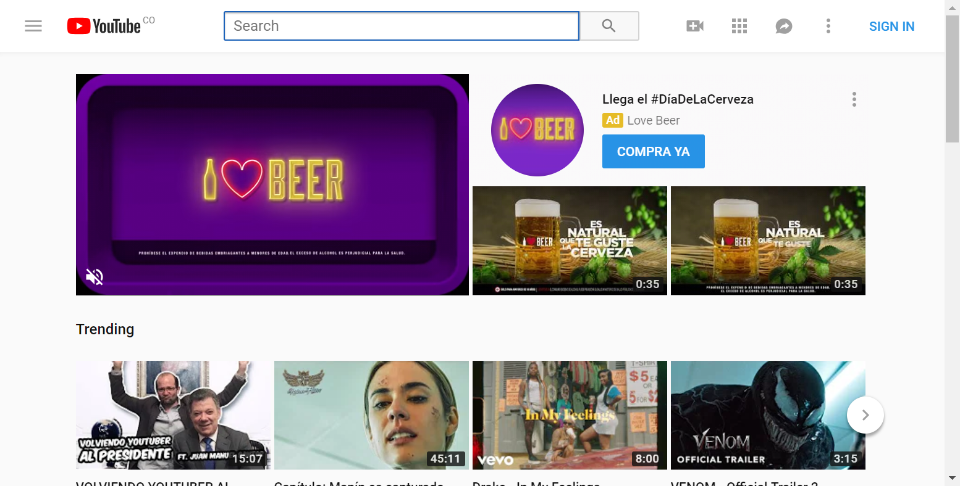 YouTube CO
Search
SIGN IN
I BEER
PROHÍBESE EL EXPENDIO DE BEBIDAS EMBRIAGANTES A MENORES DE EDAD. EL EXCESO DE ALCOHOL ES PERJUDICIAL PARA LA SALUD.
I BEER
Llega el #DíaDeLaCerveza
Ad Love Beer
COMPRA YA
I BEER
ES
NATURAL
QUE TE GUSTE
LA
CERVEZA
0:35
I BEER
ES
NATURAL
QUE TE GUSTE
0:35
Trending
VOLVIENDO YOUTUBER
AL PRESIDENTE
FT. JUAN MANU
15:07
45:11
In My Feelings
$5
vevo
8:00
VENOM
OFFICIAL TRAILER
3:15
VOLVIENDO YOUTUBER AL
Capítulo: Monín es capturado
Drake - In My Feelings
VENOM - Official Trailer 2